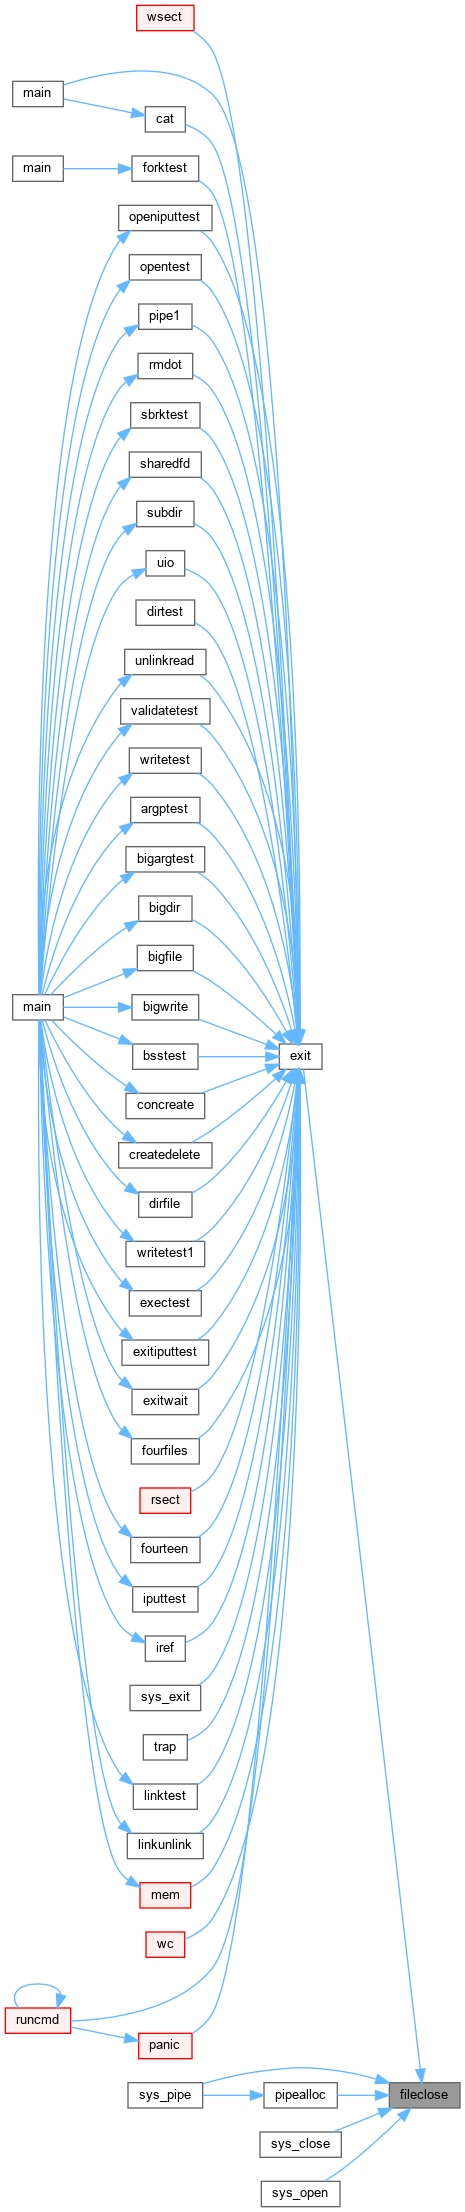 wsect
main
cat
main
forktest
openiputtest
opentest
pipe1
rmdot
sbrktest
sharedfd
subdir
uio
dirtest
unlinkread
validatetest
writetest
argptest
bigargtest
bigdir
bigfile
main
bigwrite
bsstest
exit
concreate
createdelete
dirfile
writetest1
exectest
exitiputtest
exitwait
fourfiles
rsect
fourteen
iputtest
iref
sys_exit
trap
linktest
linkunlink
mem
wc
runcmd
panic
sys_pipe
pipealloc
fileclose
sys_close
sys_open